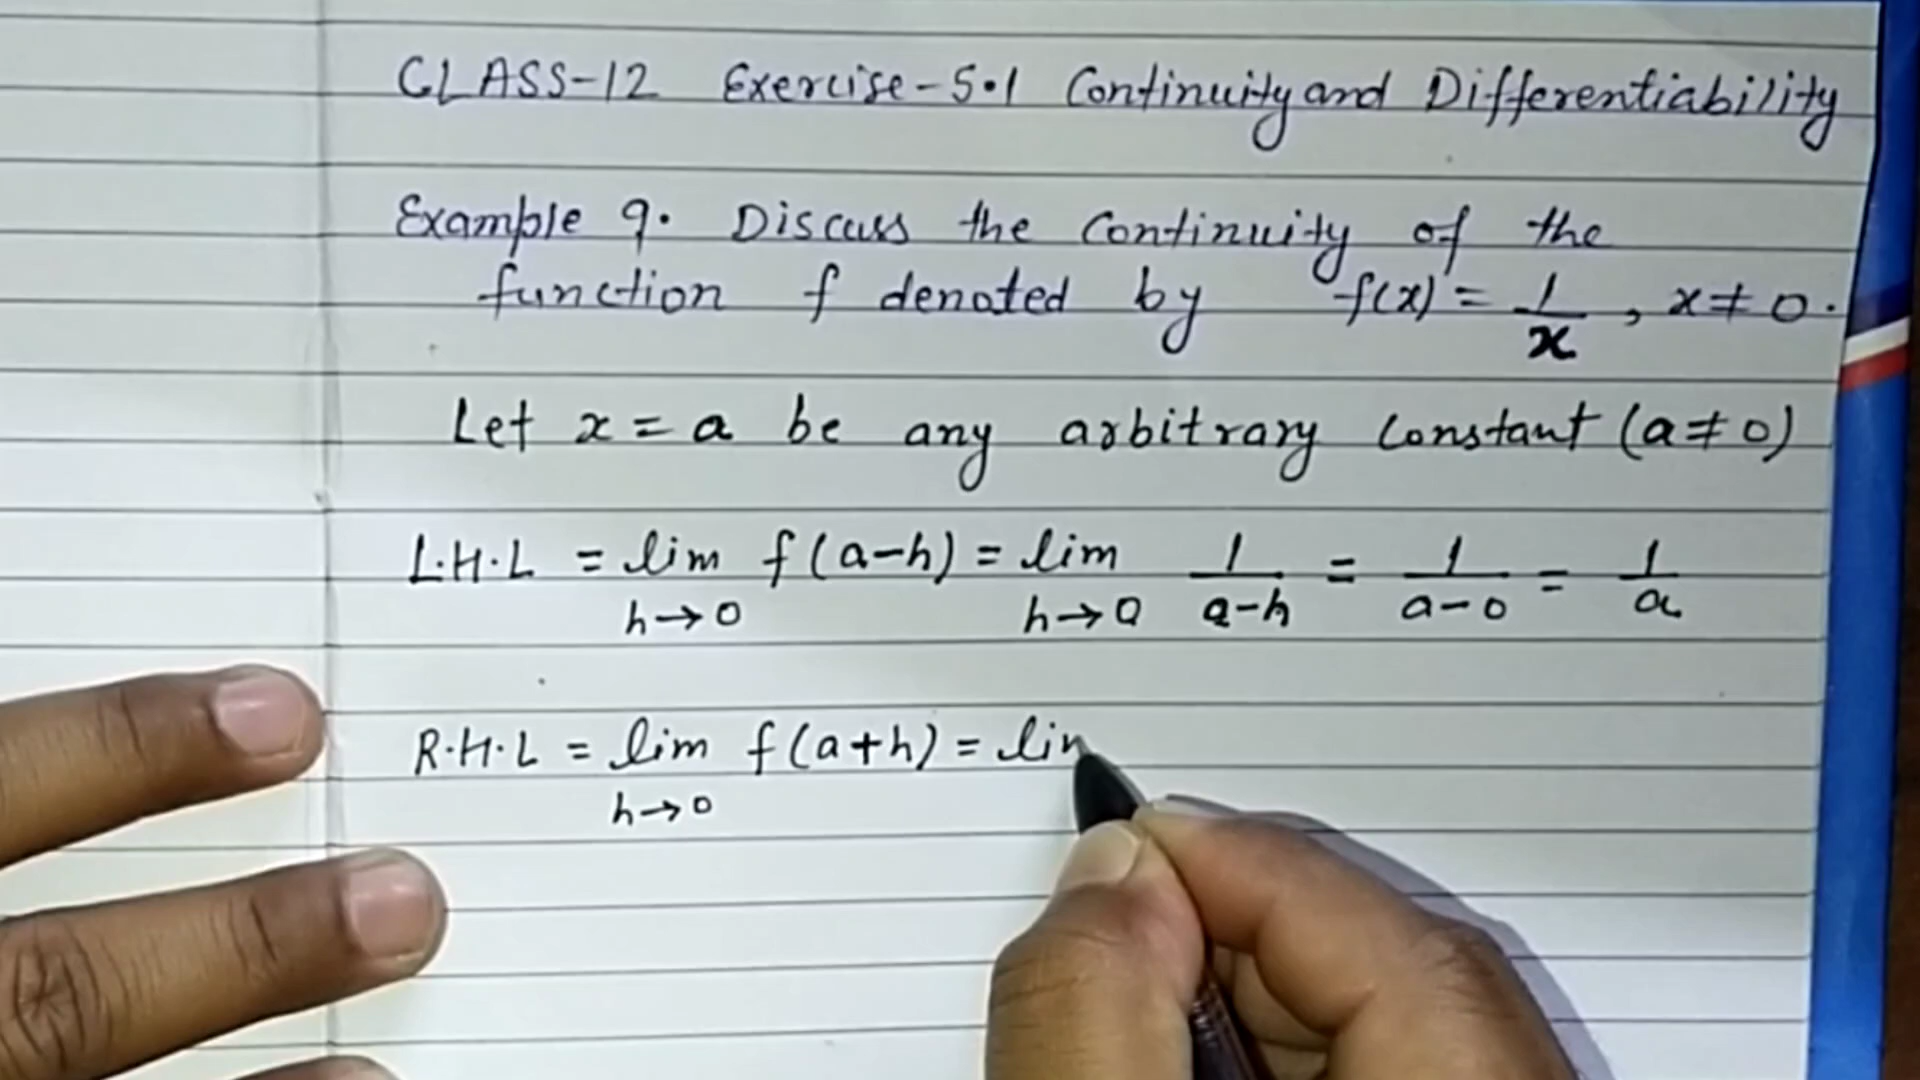 CLASS-12 Exercise-5.1 Continuity and Differentiability
Example 9. Discuss the Continuity of the
function f denoted by f(x) = 1/x, x ≠ 0.
Let x = a be any arbitrary constant (a ≠ 0)
L.H.L = lim h→0 f(a-h) = lim h→0 1/(a-h) = 1/(a-0) = 1/a
R.H.L = lim h→0 f(a+h) = lim